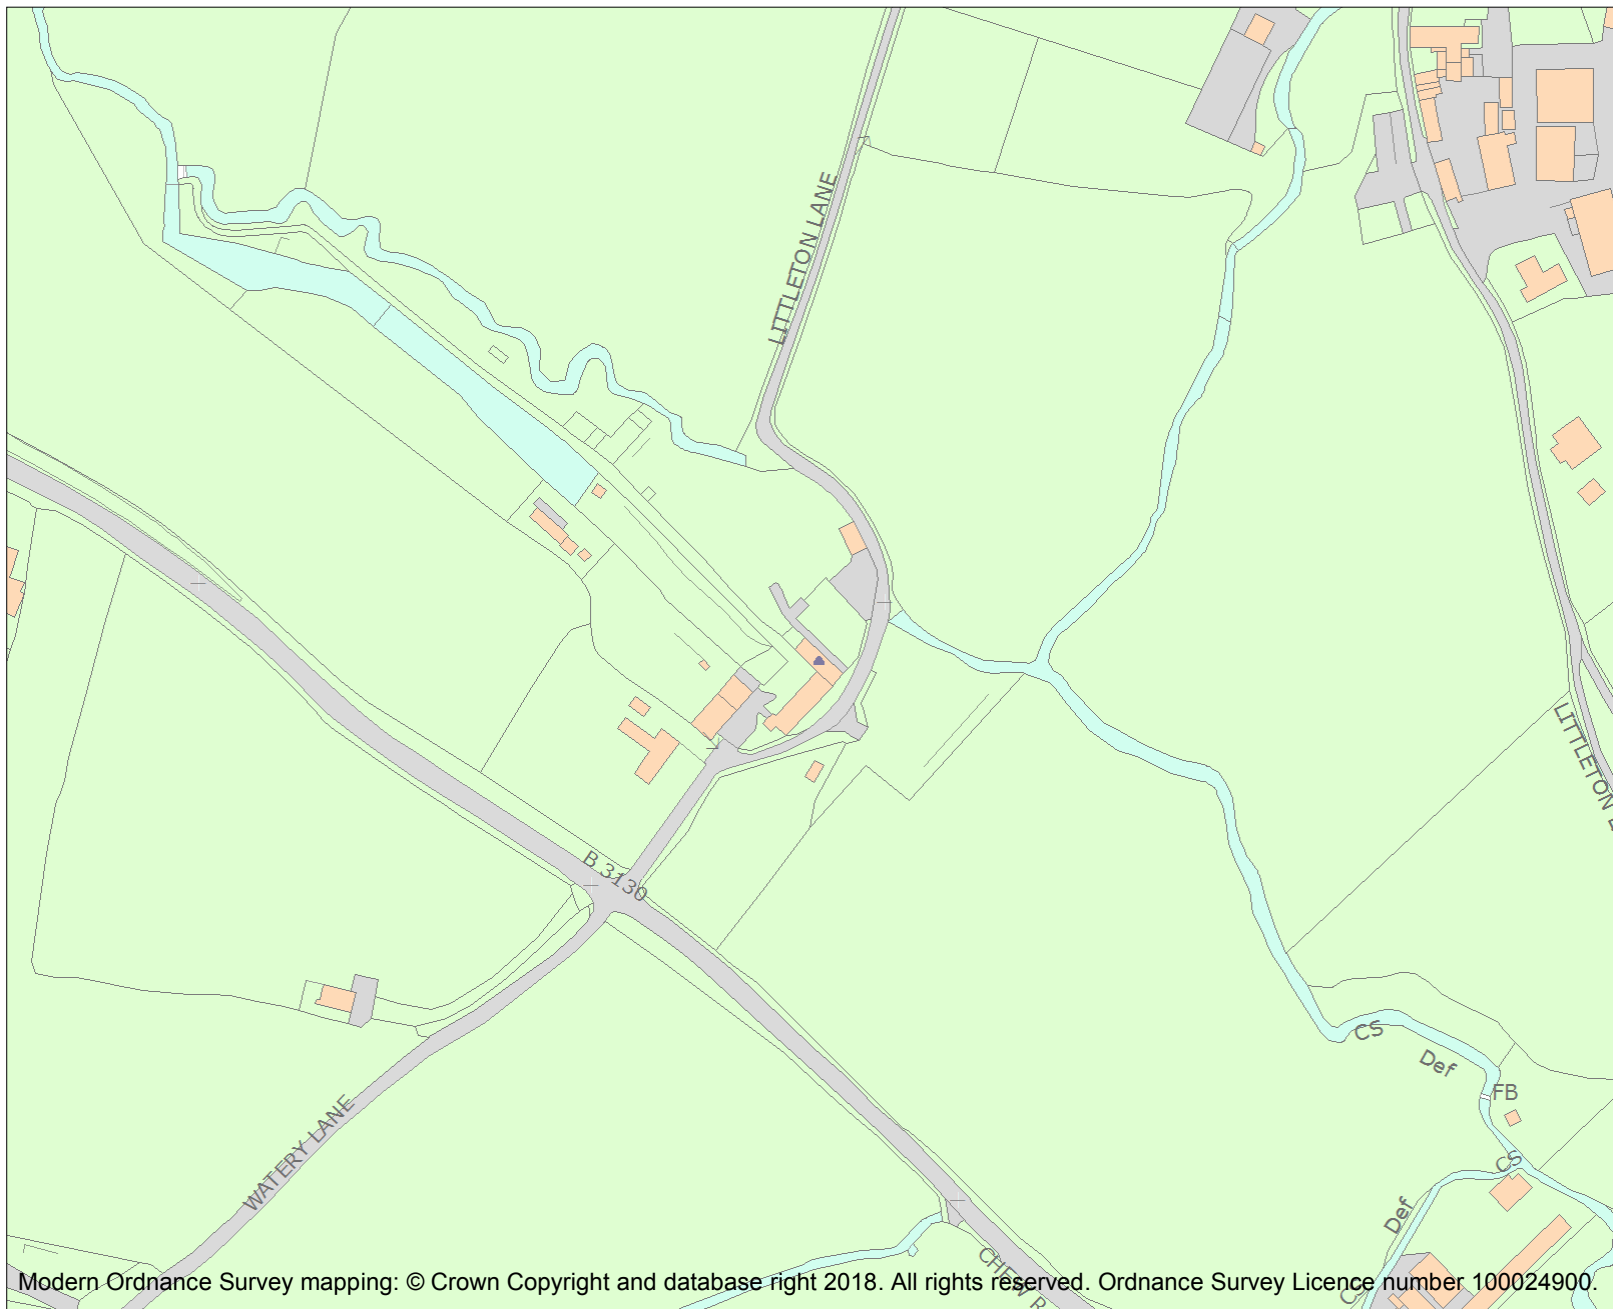 LITTLETON LANE
LITTLETON
B 3130
CS
Def
FB
CS
WATERY LANE
Def
CHEW R
Modern Ordnance Survey mapping: © Crown Copyright and database right 2018. All rights reserved. Ordnance Survey Licence number 100024900.